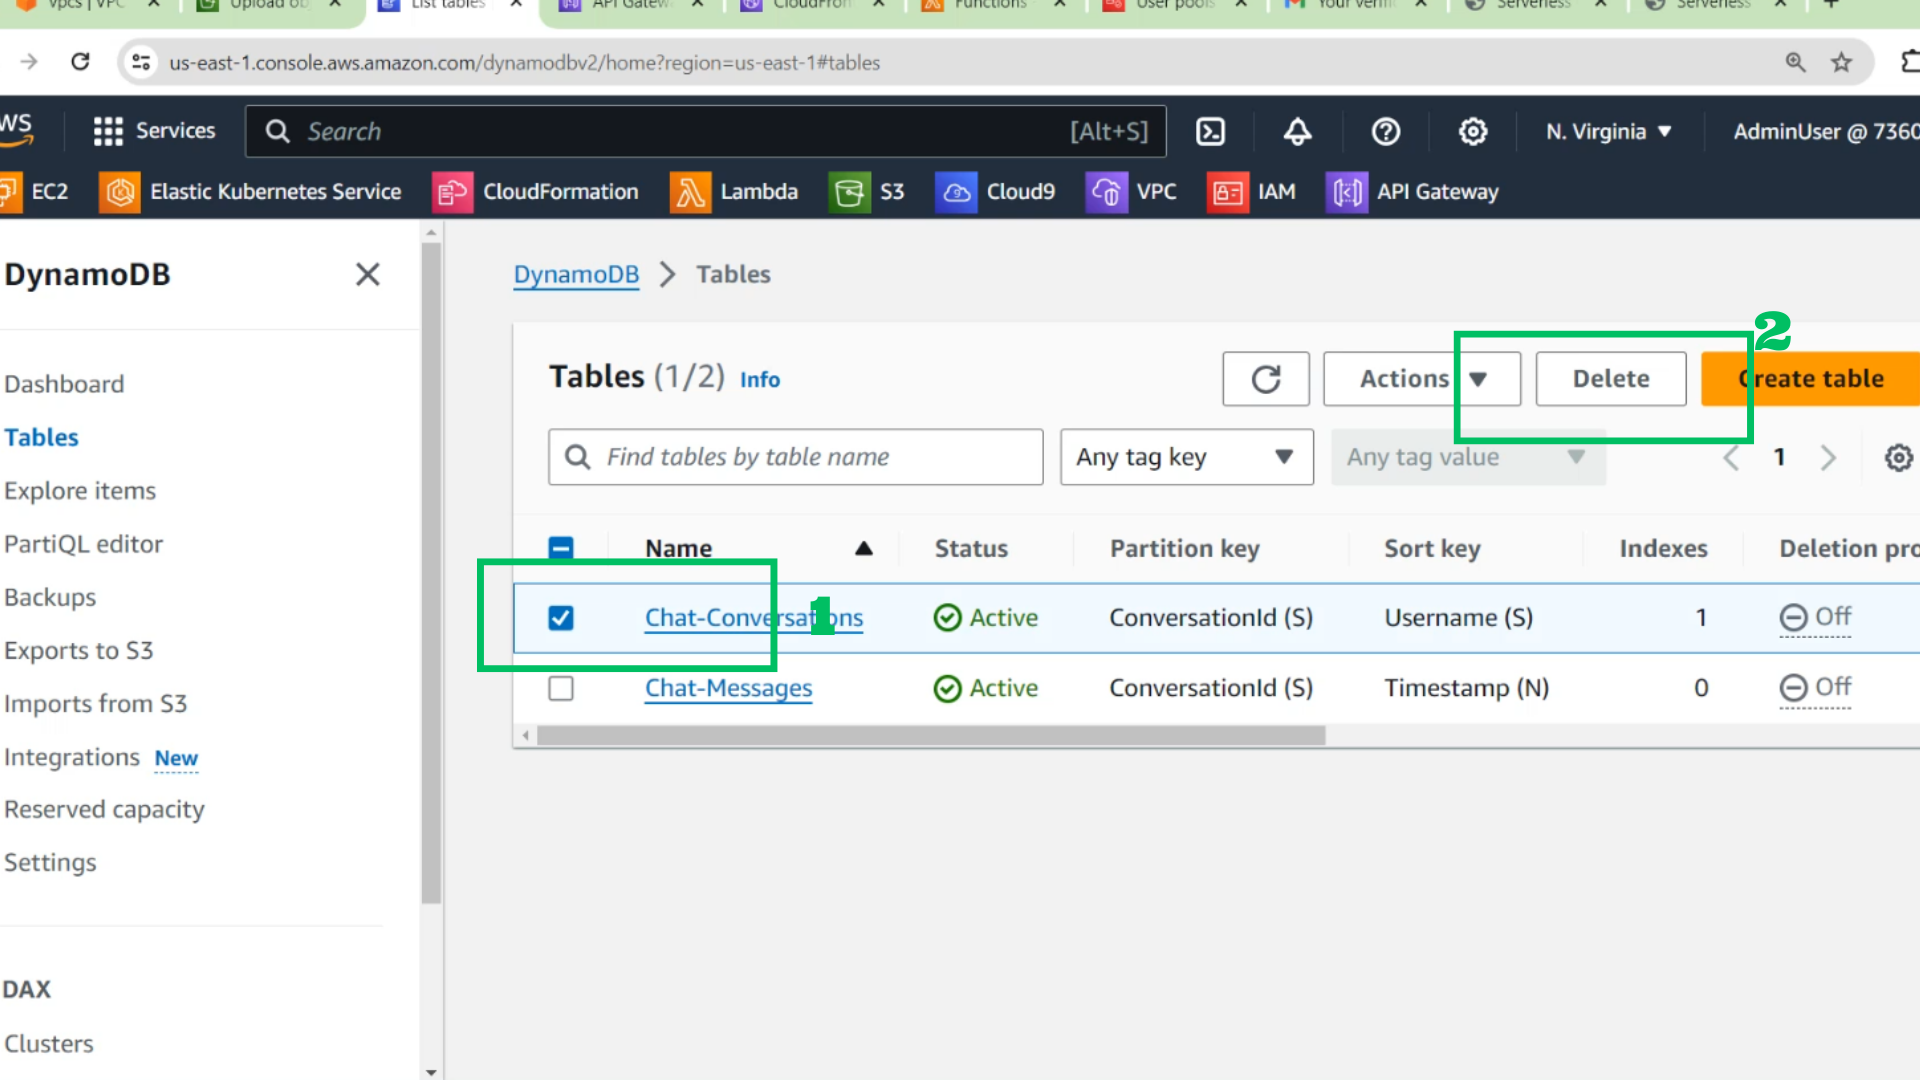 vpcs | VPC
Upload ob
List tables
API Gatew
CloudFron
Functions
User pools
Your verifi
Serverless
Serverless
us-east-1.console.aws.amazon.com/dynamodbv2/home?region=us-east-1#tables
Services
Search
[Alt+S]
N. Virginia
AdminUser @ 7360
EC2
Elastic Kubernetes Service
CloudFormation
Lambda
S3
Cloud9
VPC
IAM
API Gateway
DynamoDB
Dashboard
Tables
Explore items
PartiQL editor
Backups
Exports to S3
Imports from S3
Integrations New
Reserved capacity
Settings
DAX
Clusters
DynamoDB > Tables
2
Tables (1/2) Info
Actions
Delete
Create table
Find tables by table name
Any tag key
Any tag value
1
Name Status Partition key Sort key Indexes Deletion pro
Chat-Conversations Active ConversationId (S) Username (S) 1 Off
1
Chat-Messages Active ConversationId (S) Timestamp (N) 0 Off